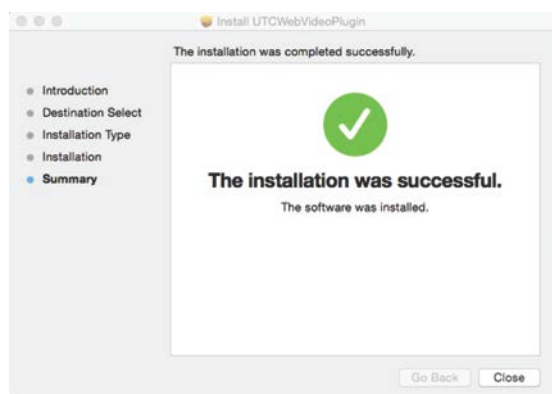 Install UTCWebVideoPlugin
The installation was completed successfully.
Introduction
Destination Select
Installation Type
Installation
Summary
The installation was successful.
The software was installed.
Go Back
Close